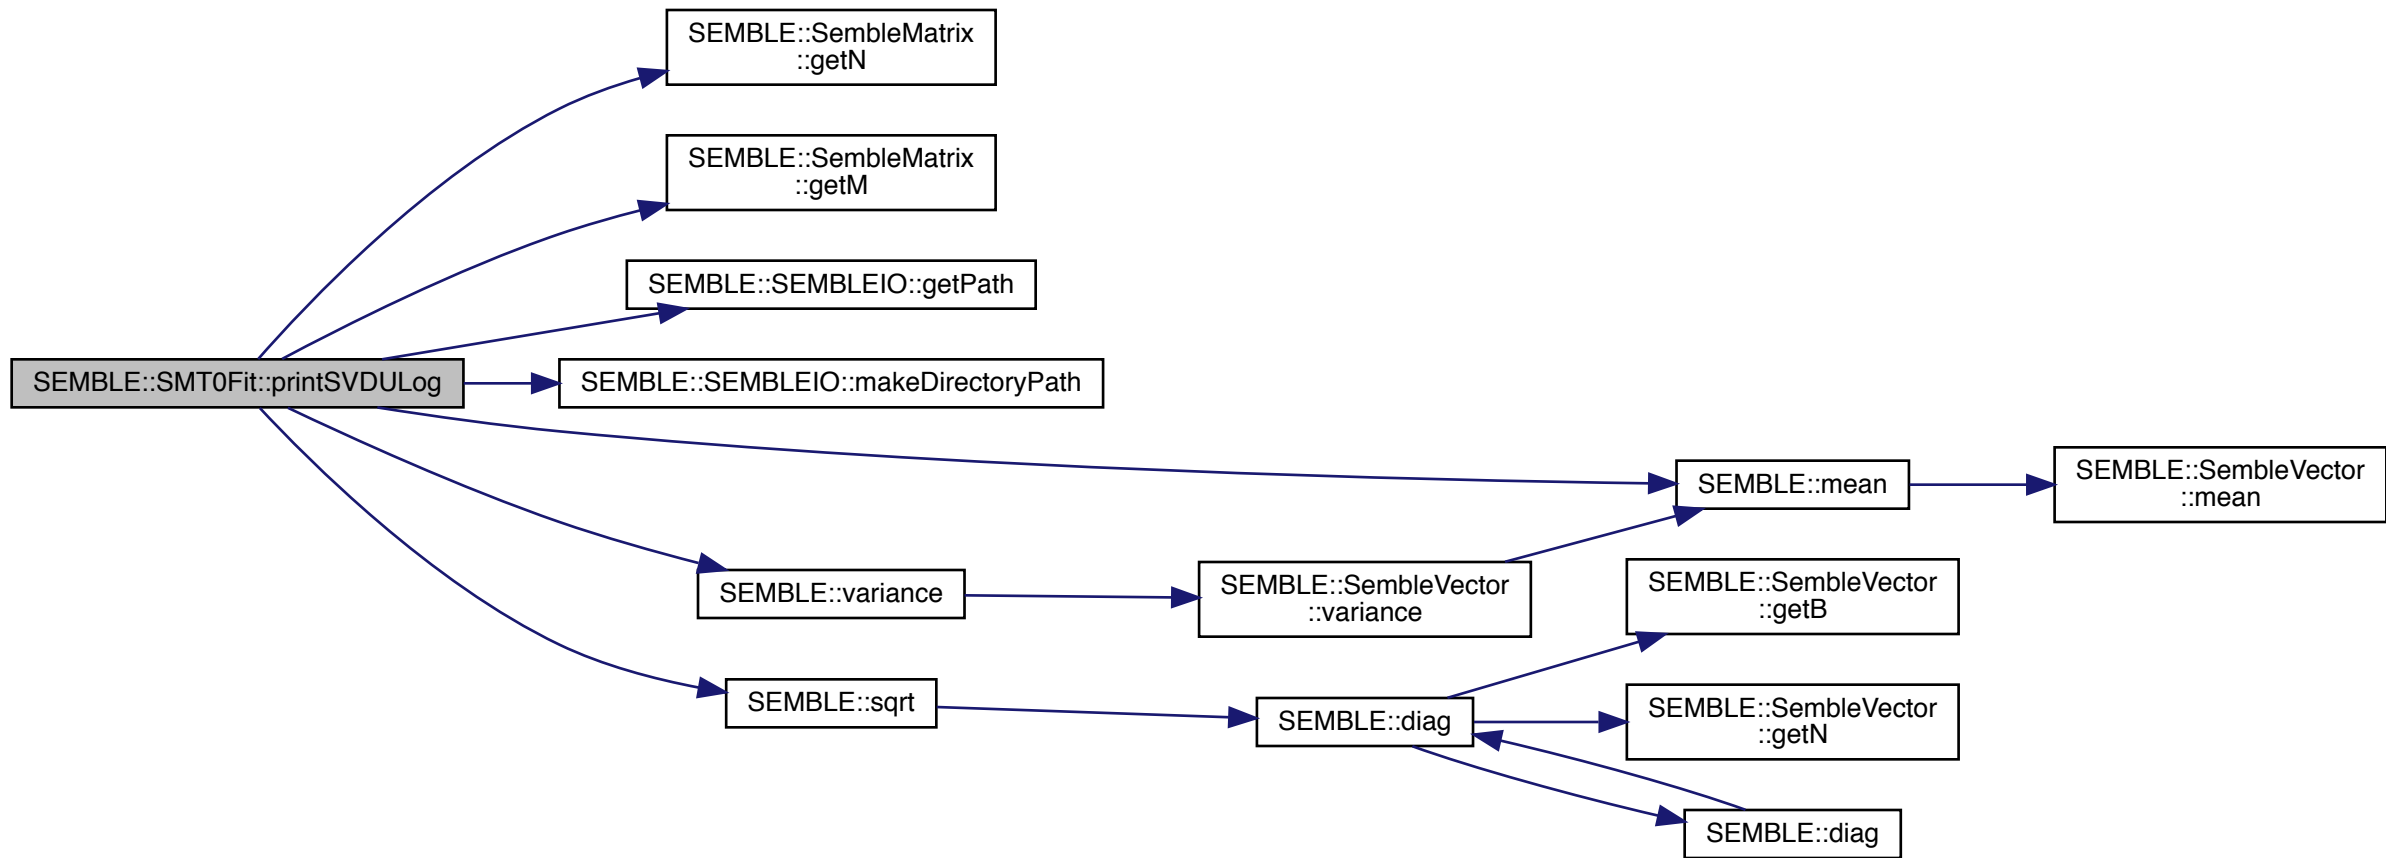 SEMBLE::SembleMatrix
::getN
SEMBLE::SembleMatrix
::getM
SEMBLE::SEMBLEIO::getPath
SEMBLE::SMT0Fit::printSVDULog
SEMBLE::SEMBLEIO::makeDirectoryPath
SEMBLE::mean
SEMBLE::SembleVector
::mean
SEMBLE::variance
SEMBLE::SembleVector
::variance
SEMBLE::SembleVector
::getB
SEMBLE::sqrt
SEMBLE::diag
SEMBLE::SembleVector
::getN
SEMBLE::diag